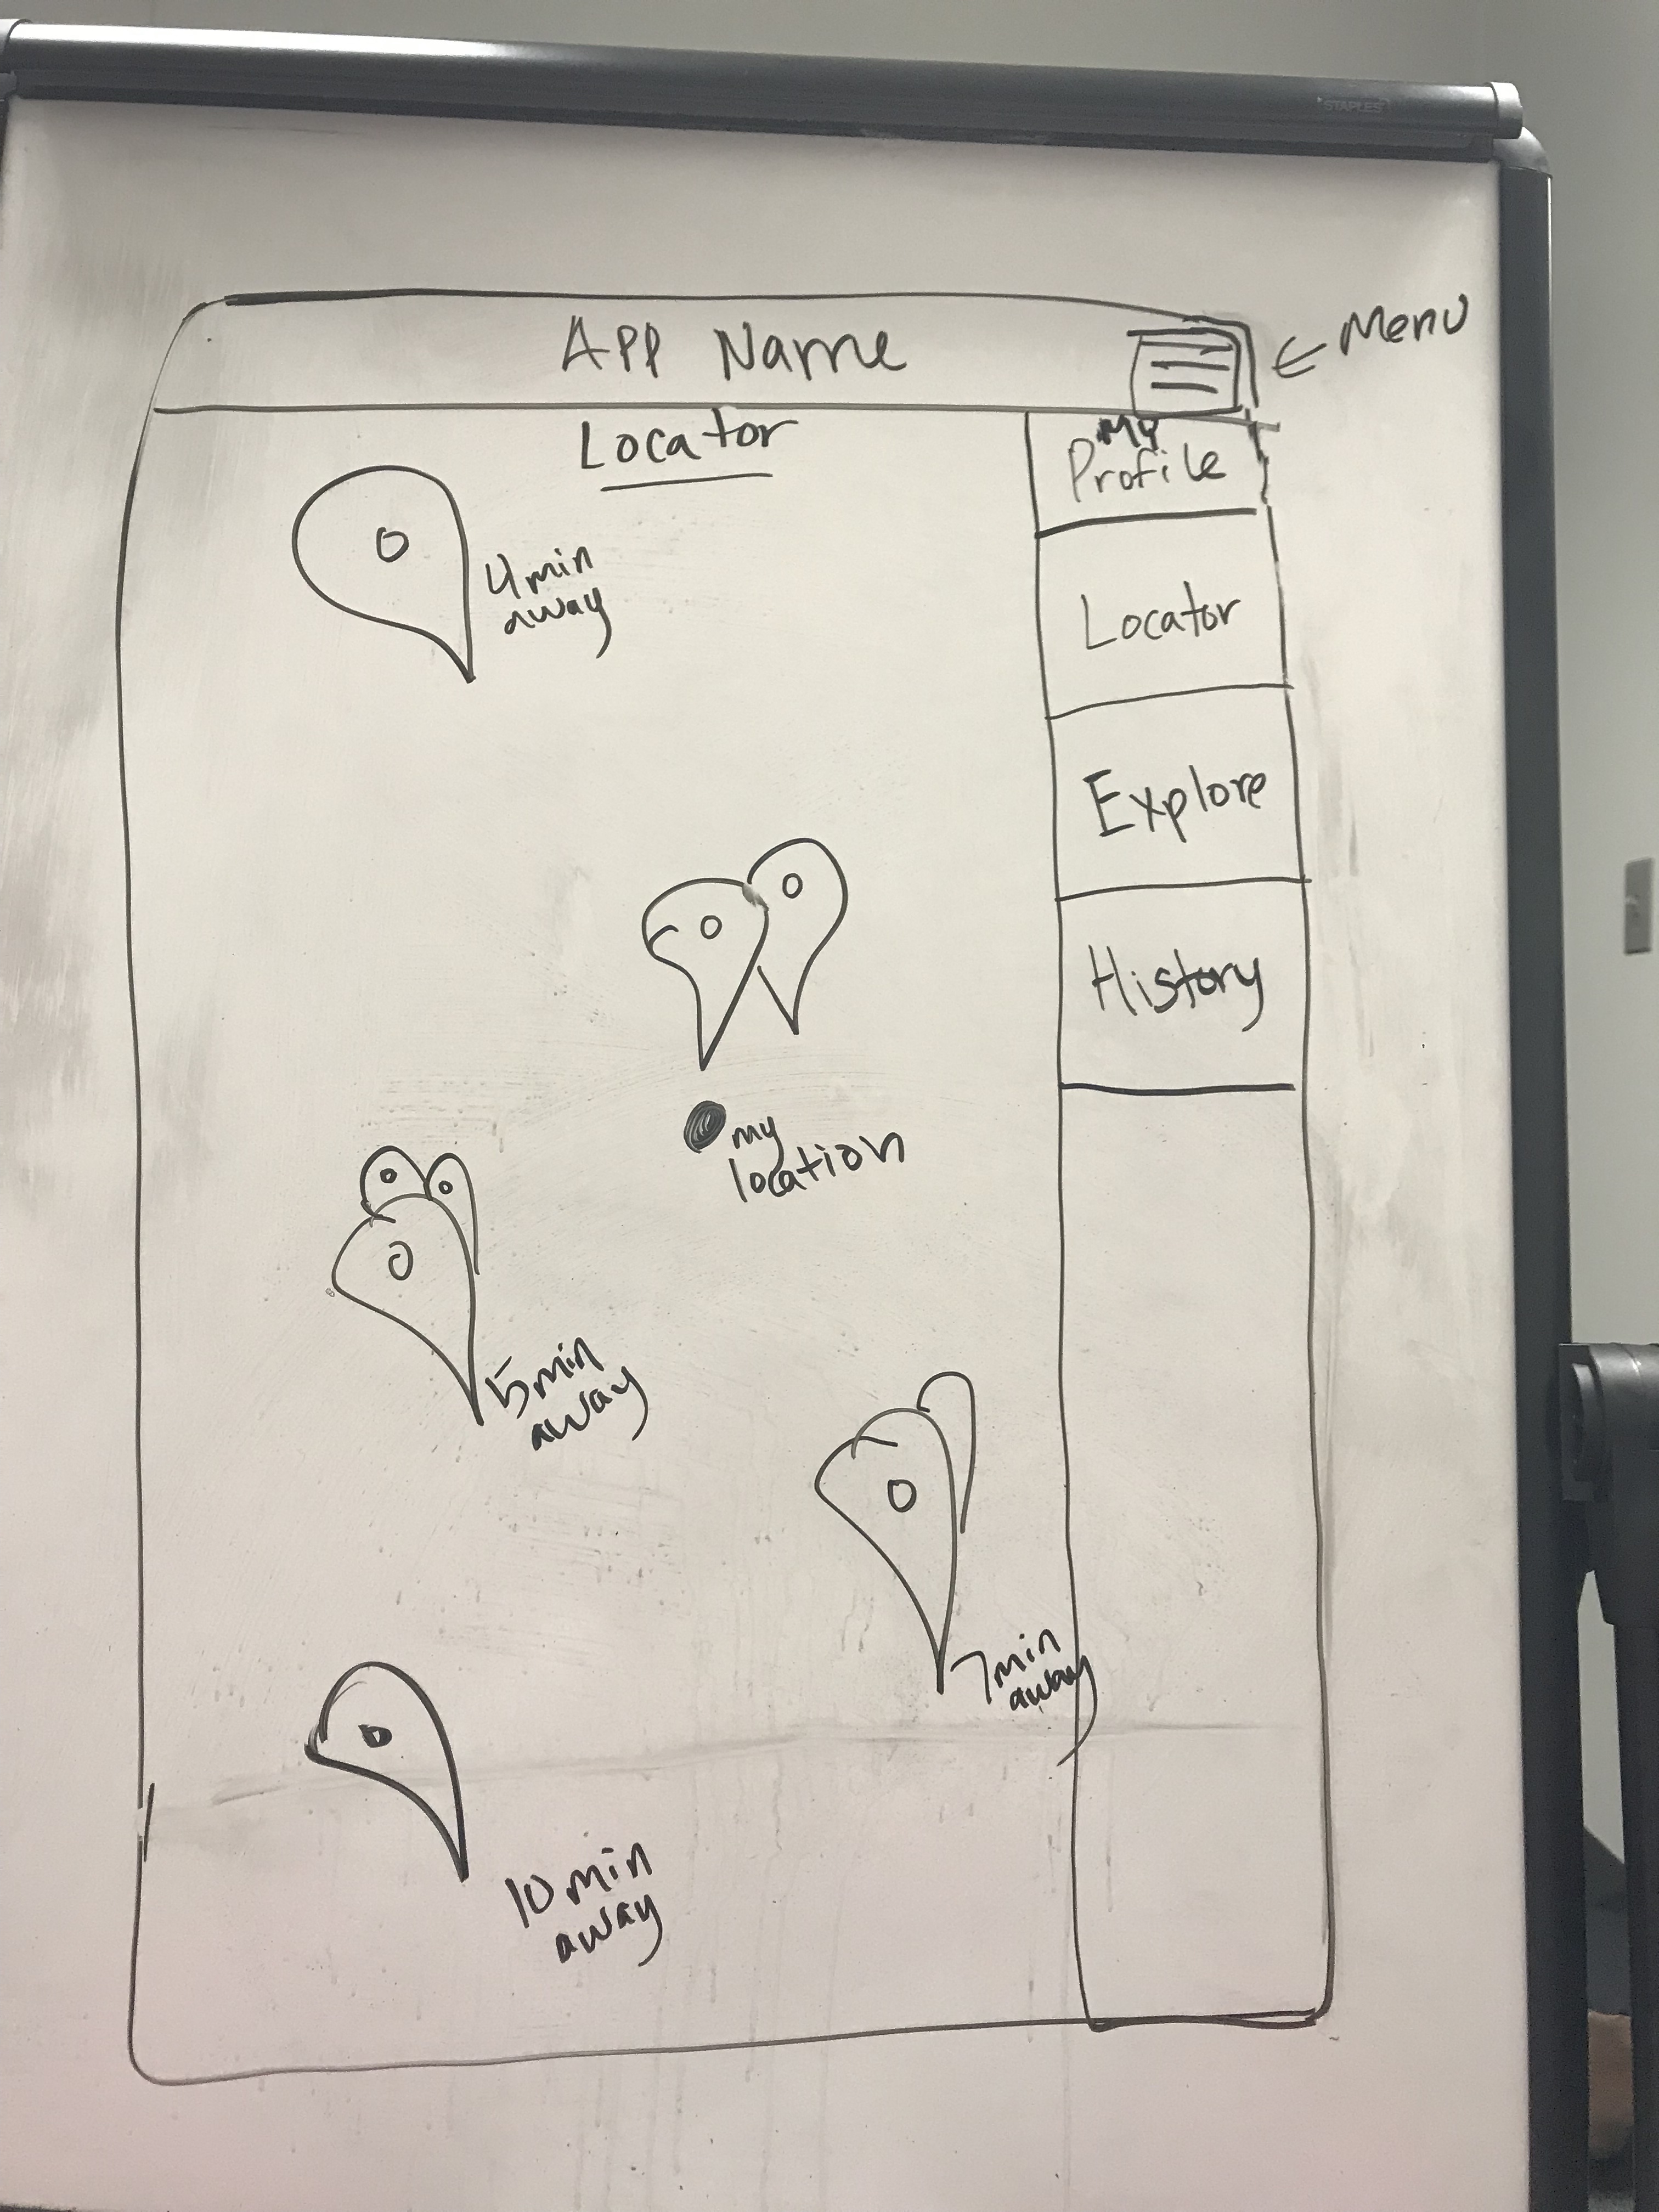 STAPLES
App Name
← Menu
Locator
My
Profile
4min
away
Locator
Explore
History
my
location
5min
away
7min
away
10 min
away